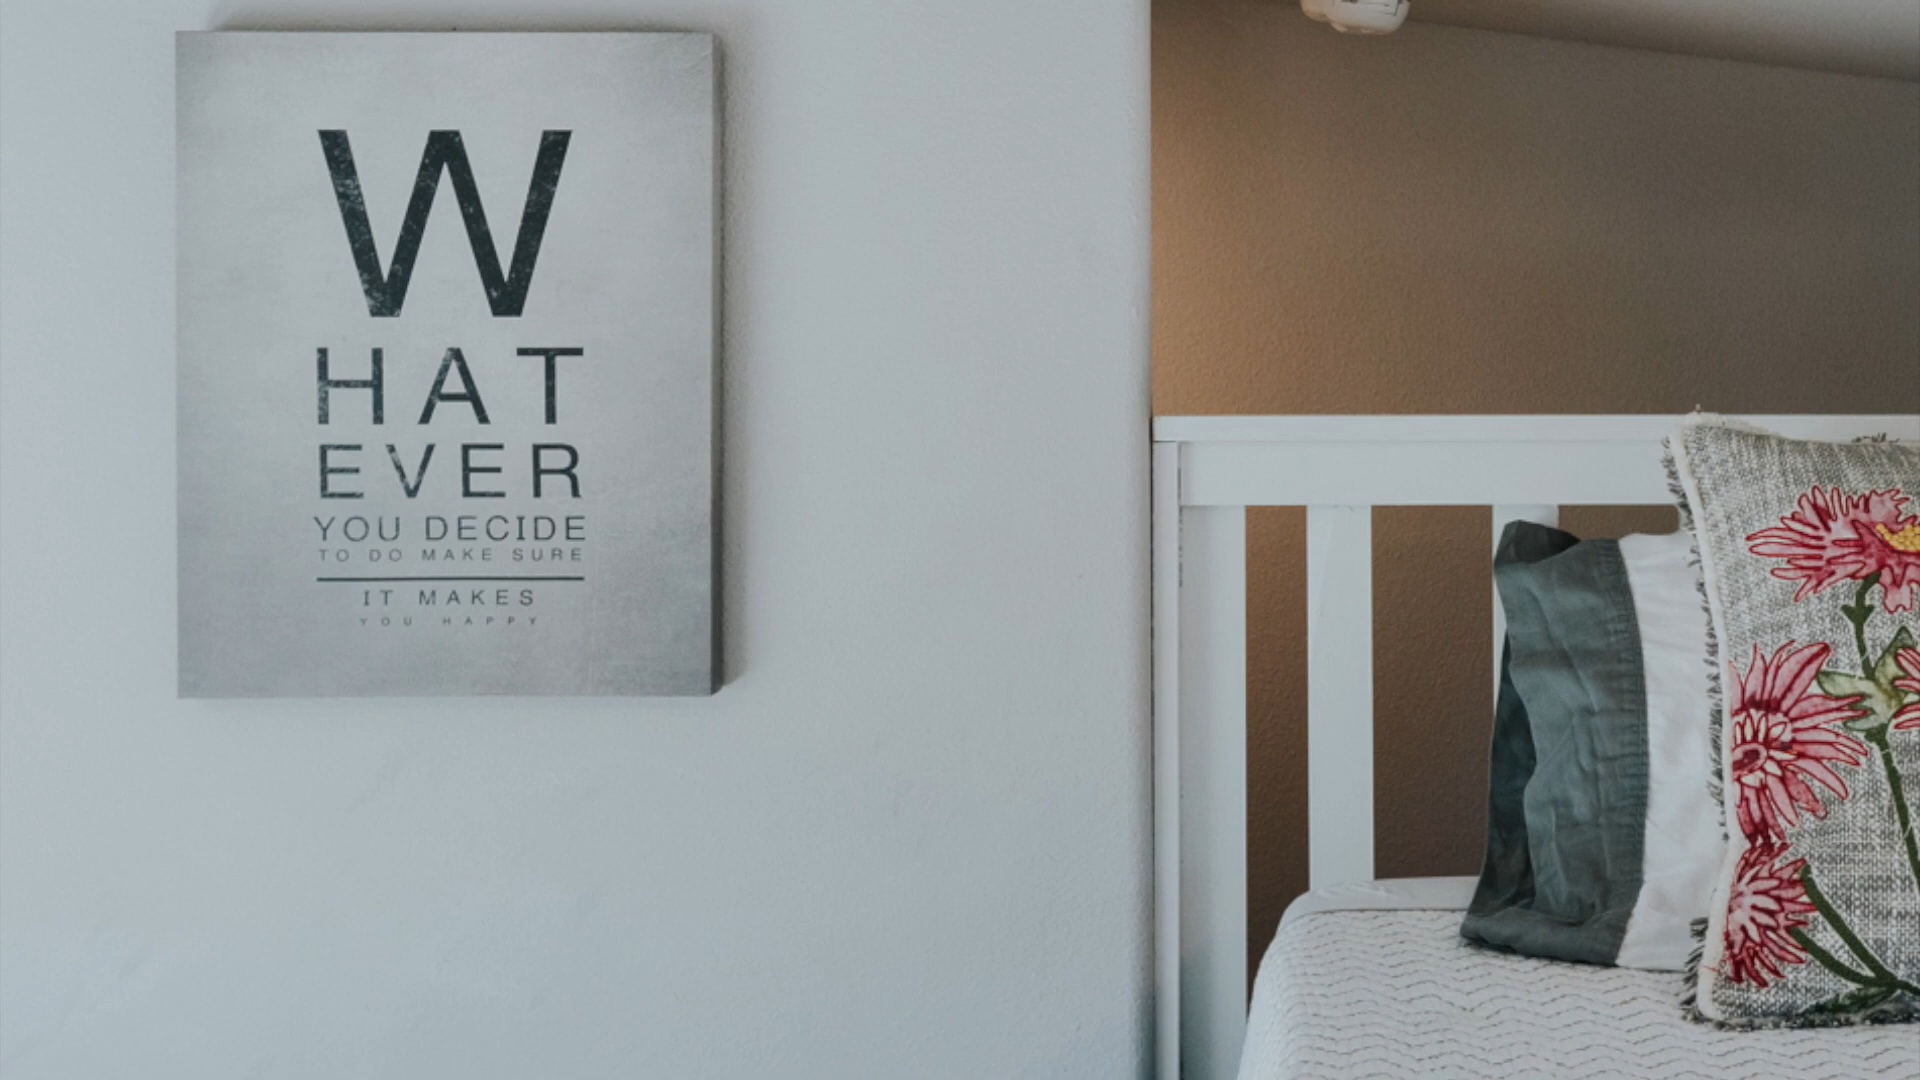 W
HAT
EVER
YOU DECIDE
TO DO MAKE SURE
IT MAKES
YOU HAPPY